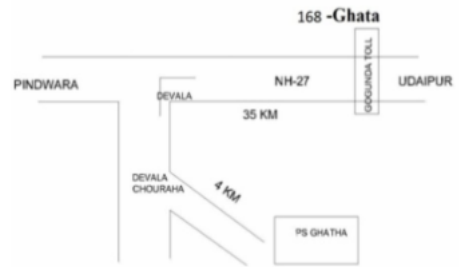 168 -Ghata
GOGUNDA TOLL
PINDWARA
NH-27
UDAIPUR
DEVALA
35 KM
DEVALA
CHOURAHA
4 KM
PS GHATHA